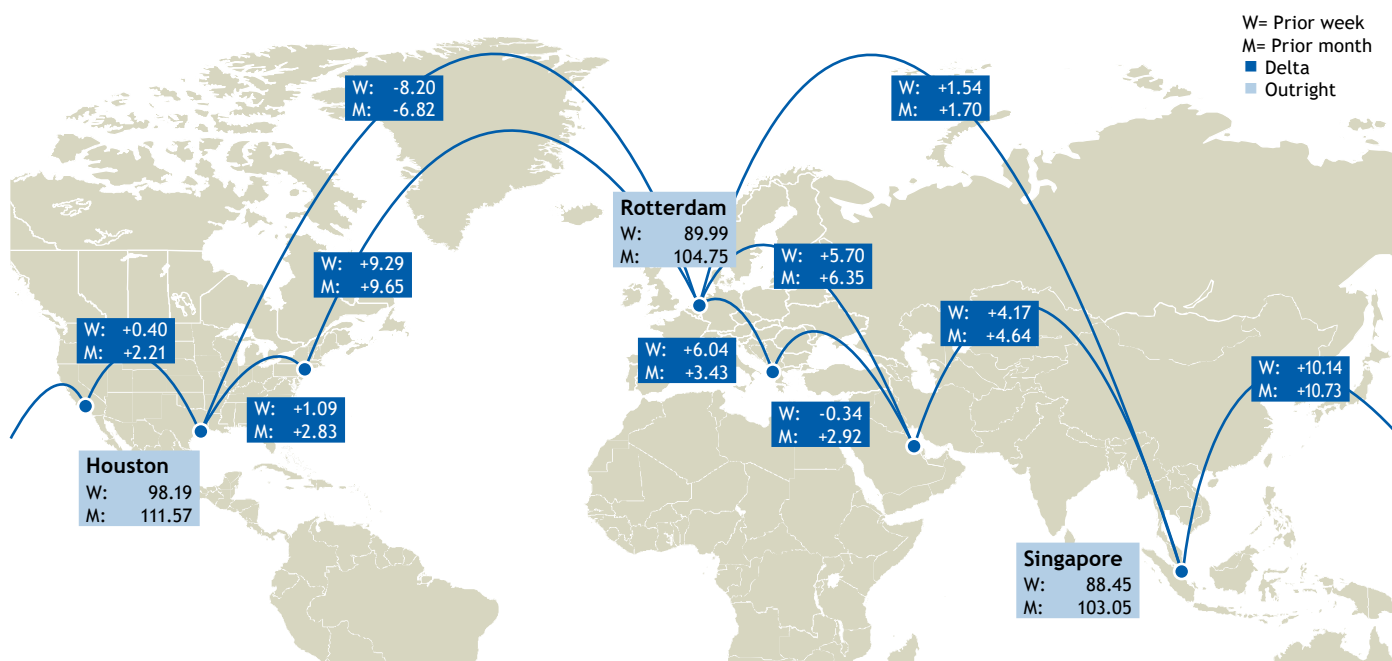 W= Prior week
M= Prior month
Delta
Outright
W: -8.20
M: -6.82
W: +1.54
M: +1.70
Rotterdam
W: 89.99
M: 104.75
W: +9.29
M: +9.65
W: +5.70
M: +6.35
W: +0.40
M: +2.21
W: +4.17
M: +4.64
W: +6.04
M: +3.43
W: +10.14
M: +10.73
W: +1.09
M: +2.83
W: -0.34
M: +2.92
Houston
W: 98.19
M: 111.57
Singapore
W: 88.45
M: 103.05